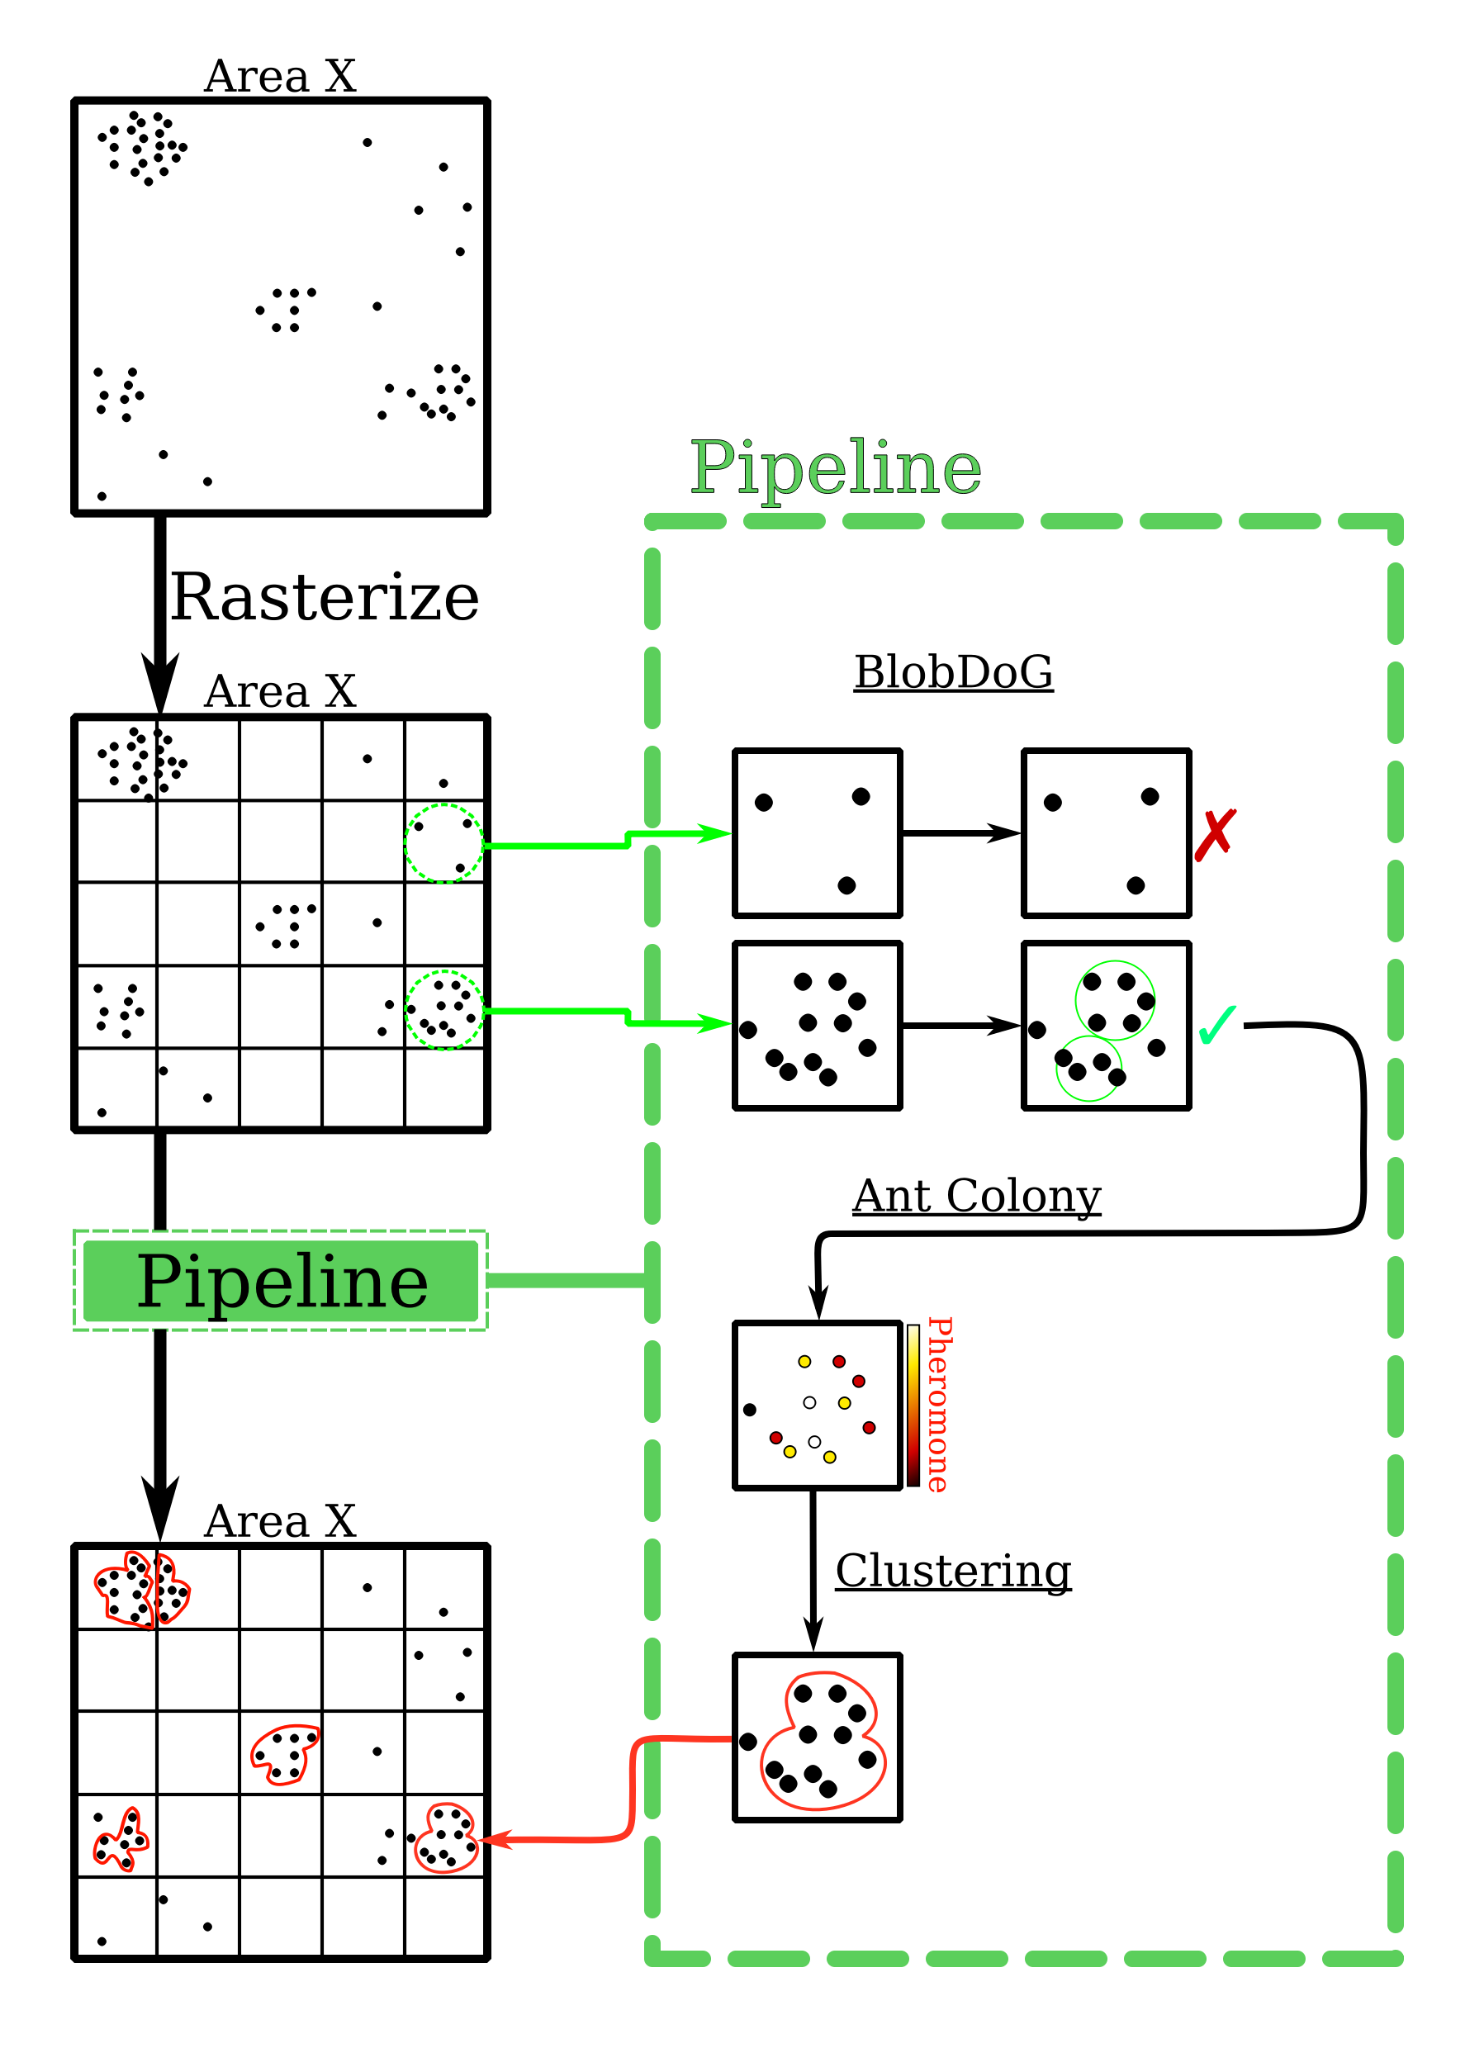 Area X
Rasterize
Area X
Pipeline
Area X
Pipeline
BlobDoG
✗
✓
Ant Colony
Pheromone
Clustering